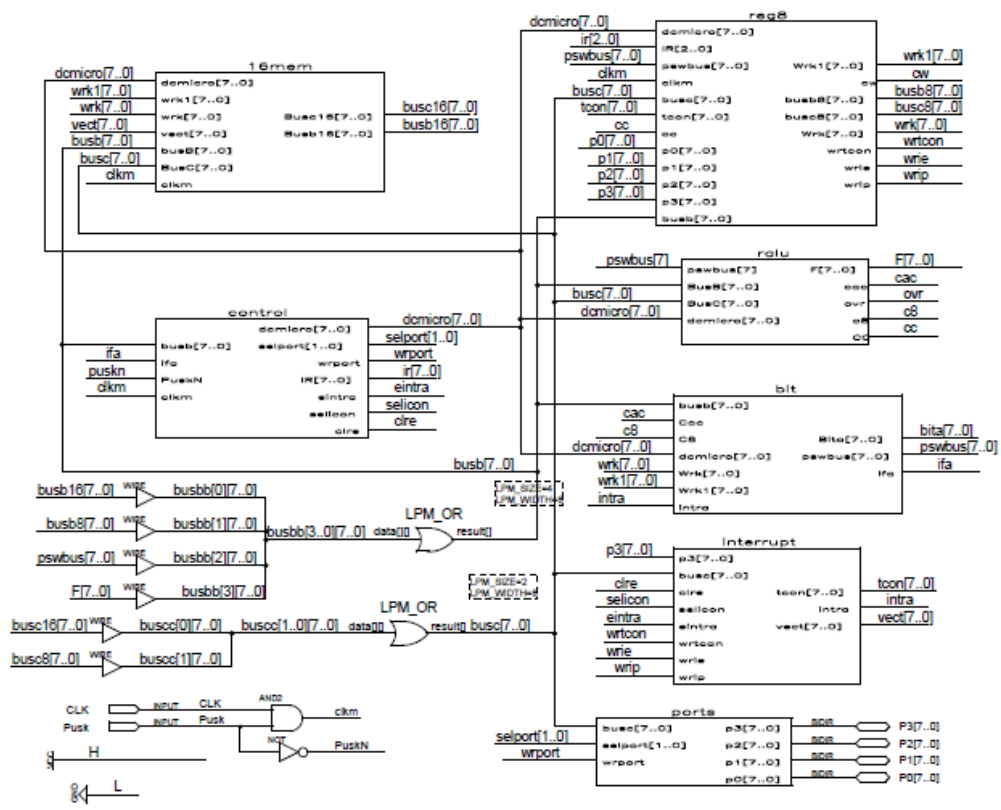 16mem
dcmicro[7..0]
wrk1[7..0]
wrk[7..0]
vect[7..0]
busb[7..0]
busc[7..0]
clkm
dcmicro[7..0]
wrk1[7..0]
wrk[7..0]
vect[7..0]
busB[7..0]
BusC[7..0]
clkm
Busc16[7..0]
Busb16[7..0]
busc16[7..0]
busb16[7..0]
reg8
dcmicro[7..0]
ir[2..0]
pswbus[7..0]
clkm
busc[7..0]
tcon[7..0]
cc
p0[7..0]
p1[7..0]
p2[7..0]
p3[7..0]
dcmicro[7..0]
IR[2..0]
pswbus[7..0]
clkm
busc[7..0]
tcon[7..0]
cc
p0[7..0]
p1[7..0]
p2[7..0]
p3[7..0]
busb[7..0]
Wrk1[7..0]
cw
busb8[7..0]
busc8[7..0]
Wrk[7..0]
wrtcon
wrie
wrip
wrk1[7..0]
cw
busb8[7..0]
busc8[7..0]
wrk[7..0]
wrtcon
wrie
wrip
ralu
pswbus[7]
busc[7..0]
dcmicro[7..0]
pswbus[7]
BusB[7..0]
BusC[7..0]
dcmicro[7..0]
F[7..0]
cac
ovr
c8
CC
F[7..0]
cac
ovr
c8
cc
control
ifa
puskn
clkm
busb[7..0]
ifa
PuskN
clkm
dcmicro[7..0]
selport[1..0]
wrport
IR[7..0]
eintra
selicon
clre
dcmicro[7..0]
selport[1..0]
wrport
ir[7..0]
eintra
selicon
clre
bit
cac
c8
dcmicro[7..0]
wrk[7..0]
wrk1[7..0]
intra
busb[7..0]
Cac
C8
dcmicro[7..0]
Wrk[7..0]
Wrk1[7..0]
Intra
Bita[7..0]
pswbus[7..0]
ifa
bita[7..0]
pswbus[7..0]
ifa
busb[7..0]
LPM_SIZE=4
LPM_WIDTH=8
busb16[7..0] WIRE busbb[0][7..0]
busb8[7..0] WIRE busbb[1][7..0]
pswbus[7..0] WIRE busbb[2][7..0]
F[7..0] WIRE busbb[3][7..0]
LPM_OR
busbb[3..0][7..0] data[][] result[]
LPM_SIZE=2
LPM_WIDTH=8
busc16[7..0] WIRE buscc[0][7..0]
busc8[7..0] WIRE buscc[1][7..0]
LPM_OR
buscc[1..0][7..0] data[][] result[] busc[7..0]
Interrupt
p3[7..0]
clre
selicon
eintra
wrtcon
wrie
wrip
p3[7..0]
busc[7..0]
clre
selicon
eintra
wrtcon
wrie
wrip
tcon[7..0]
Intra
vect[7..0]
tcon[7..0]
intra
vect[7..0]
CLK INPUT CLK AND2 clkm
Pusk INPUT Pusk
NOT PuskN
H
L
ports
selport[1..0]
wrport
busc[7..0]
selport[1..0]
wrport
p3[7..0]
p2[7..0]
p1[7..0]
p0[7..0]
BIDIR P3[7..0]
BIDIR P2[7..0]
BIDIR P1[7..0]
BIDIR P0[7..0]